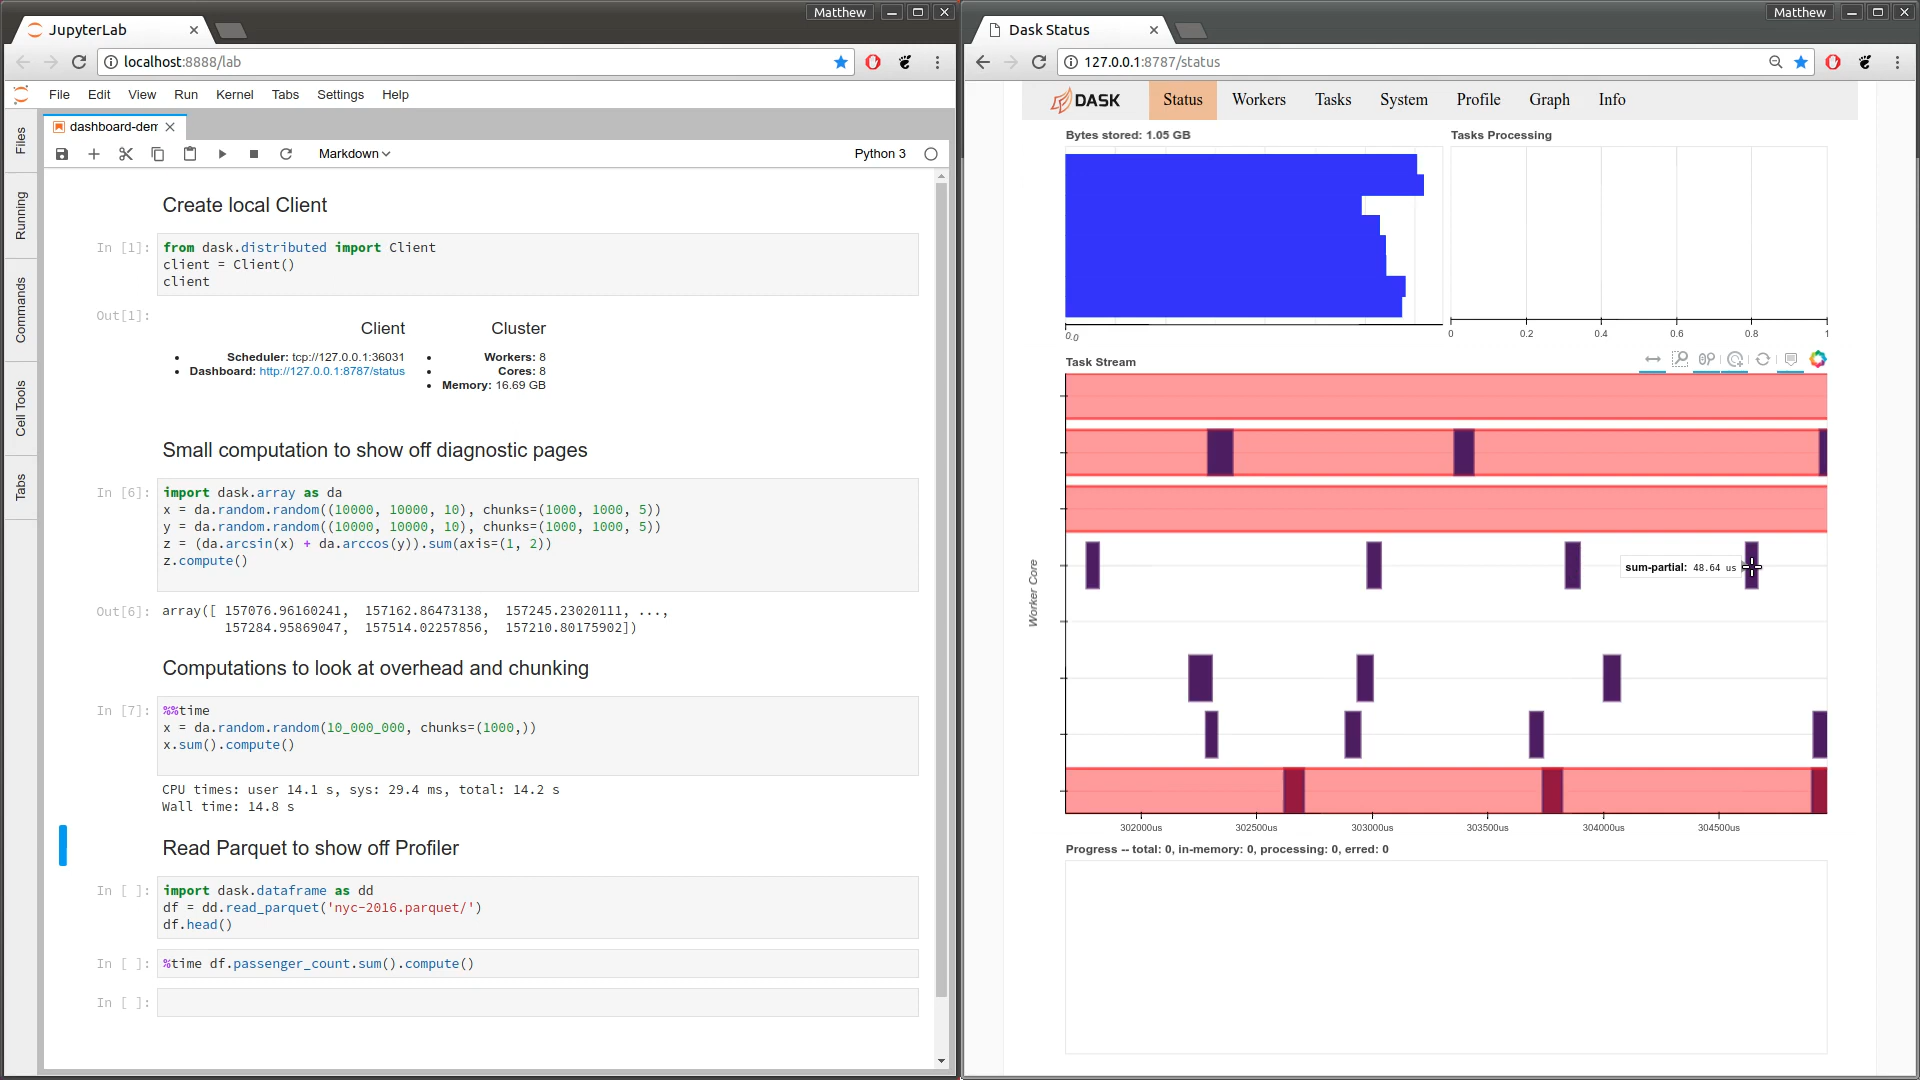 Matthew
JupyterLab
localhost:8888/lab
File Edit View Run Kernel Tabs Settings Help
Files
Running
Commands
Cell Tools
Tabs
dashboard-dem
Markdown
Python 3
Create local Client
In [1]:
from dask.distributed import Client
client = Client()
client
Out[1]:
Client Cluster
Scheduler: tcp://127.0.0.1:36031 Workers: 8
Dashboard: http://127.0.0.1:8787/status Cores: 8
Memory: 16.69 GB
Small computation to show off diagnostic pages
In [6]:
import dask.array as da
x = da.random.random((10000, 10000, 10), chunks=(1000, 1000, 5))
y = da.random.random((10000, 10000, 10), chunks=(1000, 1000, 5))
z = (da.arcsin(x) + da.arccos(y)).sum(axis=(1, 2))
z.compute()
Out[6]:
array([ 157076.96160241, 157162.86473138, 157245.23020111, ...,
157284.95869047, 157514.02257856, 157210.80175902])
Computations to look at overhead and chunking
In [7]:
%%time
x = da.random.random(10_000_000, chunks=(1000,))
x.sum().compute()
CPU times: user 14.1 s, sys: 29.4 ms, total: 14.2 s
Wall time: 14.8 s
Read Parquet to show off Profiler
In [ ]:
import dask.dataframe as dd
df = dd.read_parquet('nyc-2016.parquet/')
df.head()
In [ ]:
%time df.passenger_count.sum().compute()
In [ ]:
Matthew
Dask Status
127.0.0.1:8787/status
DASK Status Workers Tasks System Profile Graph Info
Bytes stored: 1.05 GB
0.0
Tasks Processing
0 0.2 0.4 0.6 0.8 1
Task Stream
Worker Core
sum-partial: 48.64 us
302000us 302500us 303000us 303500us 304000us 304500us
Progress -- total: 0, in-memory: 0, processing: 0, erred: 0